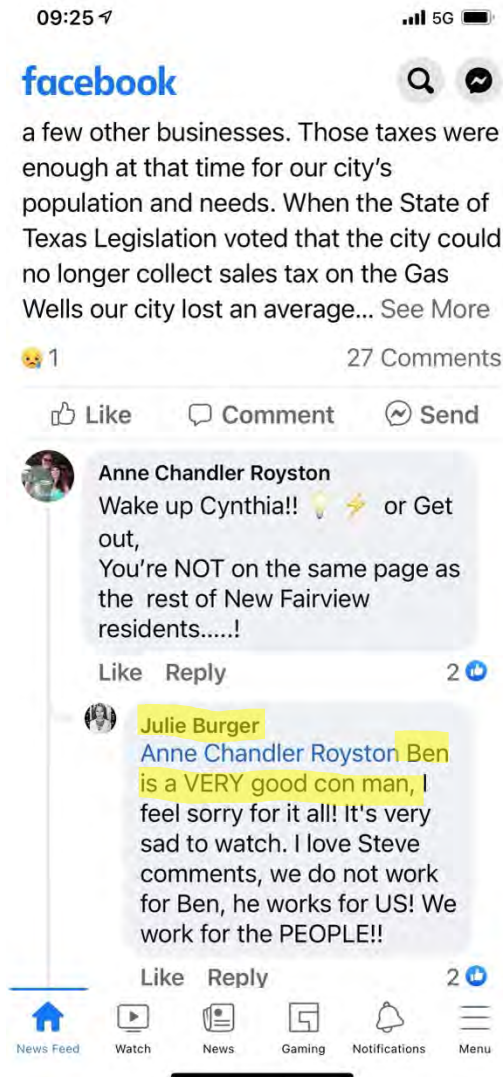 09:25
5G
facebook
a few other businesses. Those taxes were
enough at that time for our city's
population and needs. When the State of
Texas Legislation voted that the city could
no longer collect sales tax on the Gas
Wells our city lost an average... See More
1 27 Comments
Like Comment Send
Anne Chandler Royston
Wake up Cynthia!! 💡 ⚡ or Get
out,
You're NOT on the same page as
the rest of New Fairview
residents.....!
Like Reply 2
Julie Burger
Anne Chandler Royston Ben
is a VERY good con man, I
feel sorry for it all! It's very
sad to watch. I love Steve
comments, we do not work
for Ben, he works for US! We
work for the PEOPLE!!
Like Reply 2
News Feed Watch News Gaming Notifications Menu